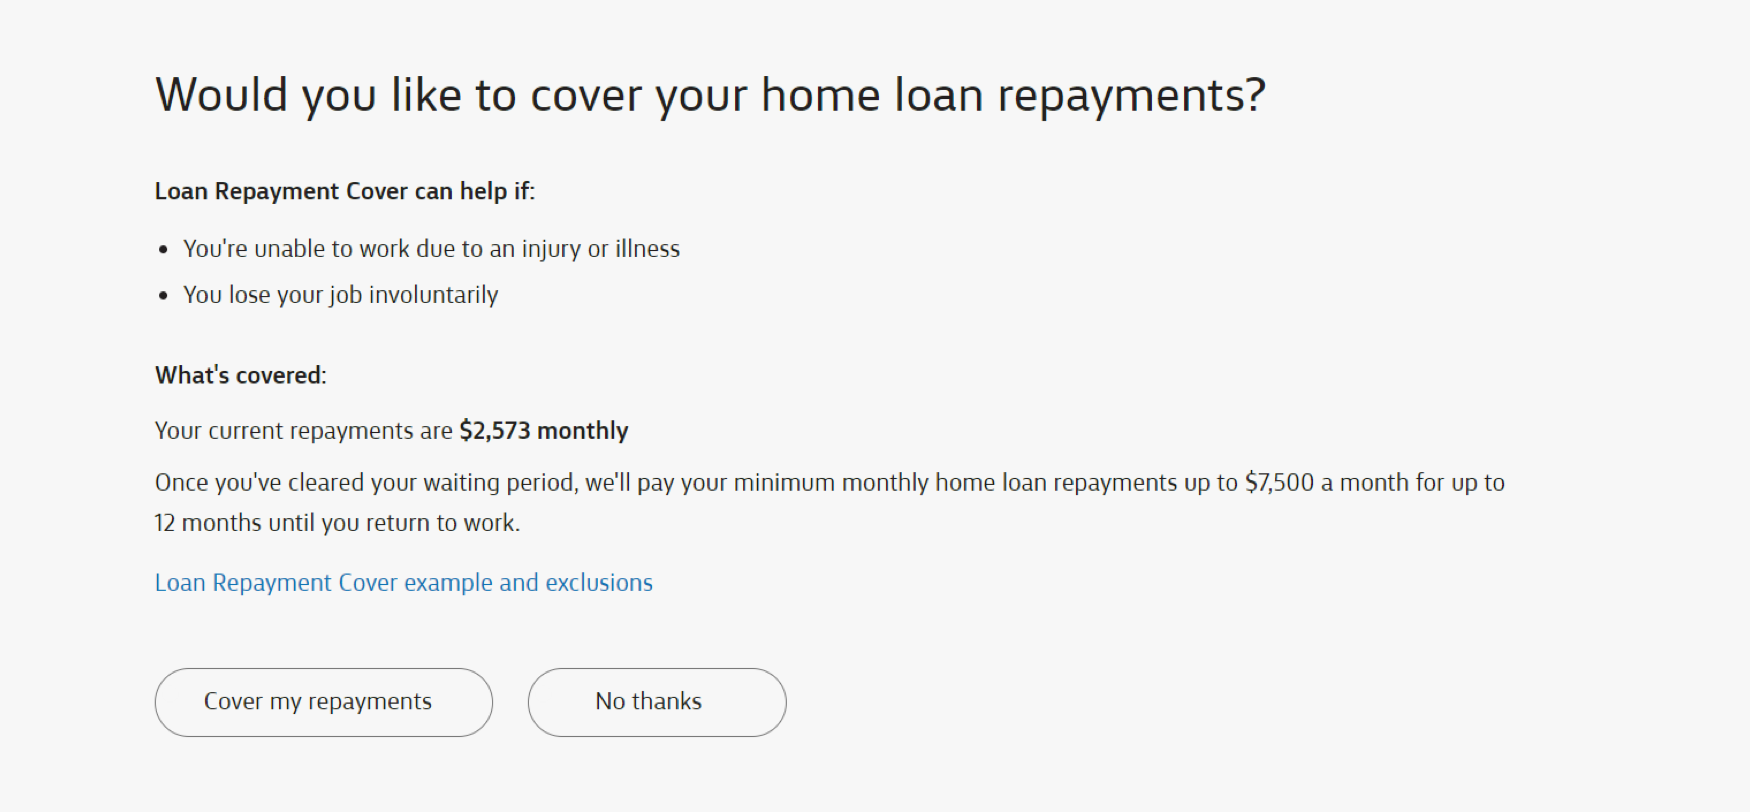 Would you like to cover your home loan repayments?
Loan Repayment Cover can help if:
• You're unable to work due to an injury or illness
• You lose your job involuntarily
What's covered:
Your current repayments are $2,573 monthly
Once you've cleared your waiting period, we'll pay your minimum monthly home loan repayments up to $7,500 a month for up to
12 months until you return to work.
Loan Repayment Cover example and exclusions
Cover my repayments
No thanks